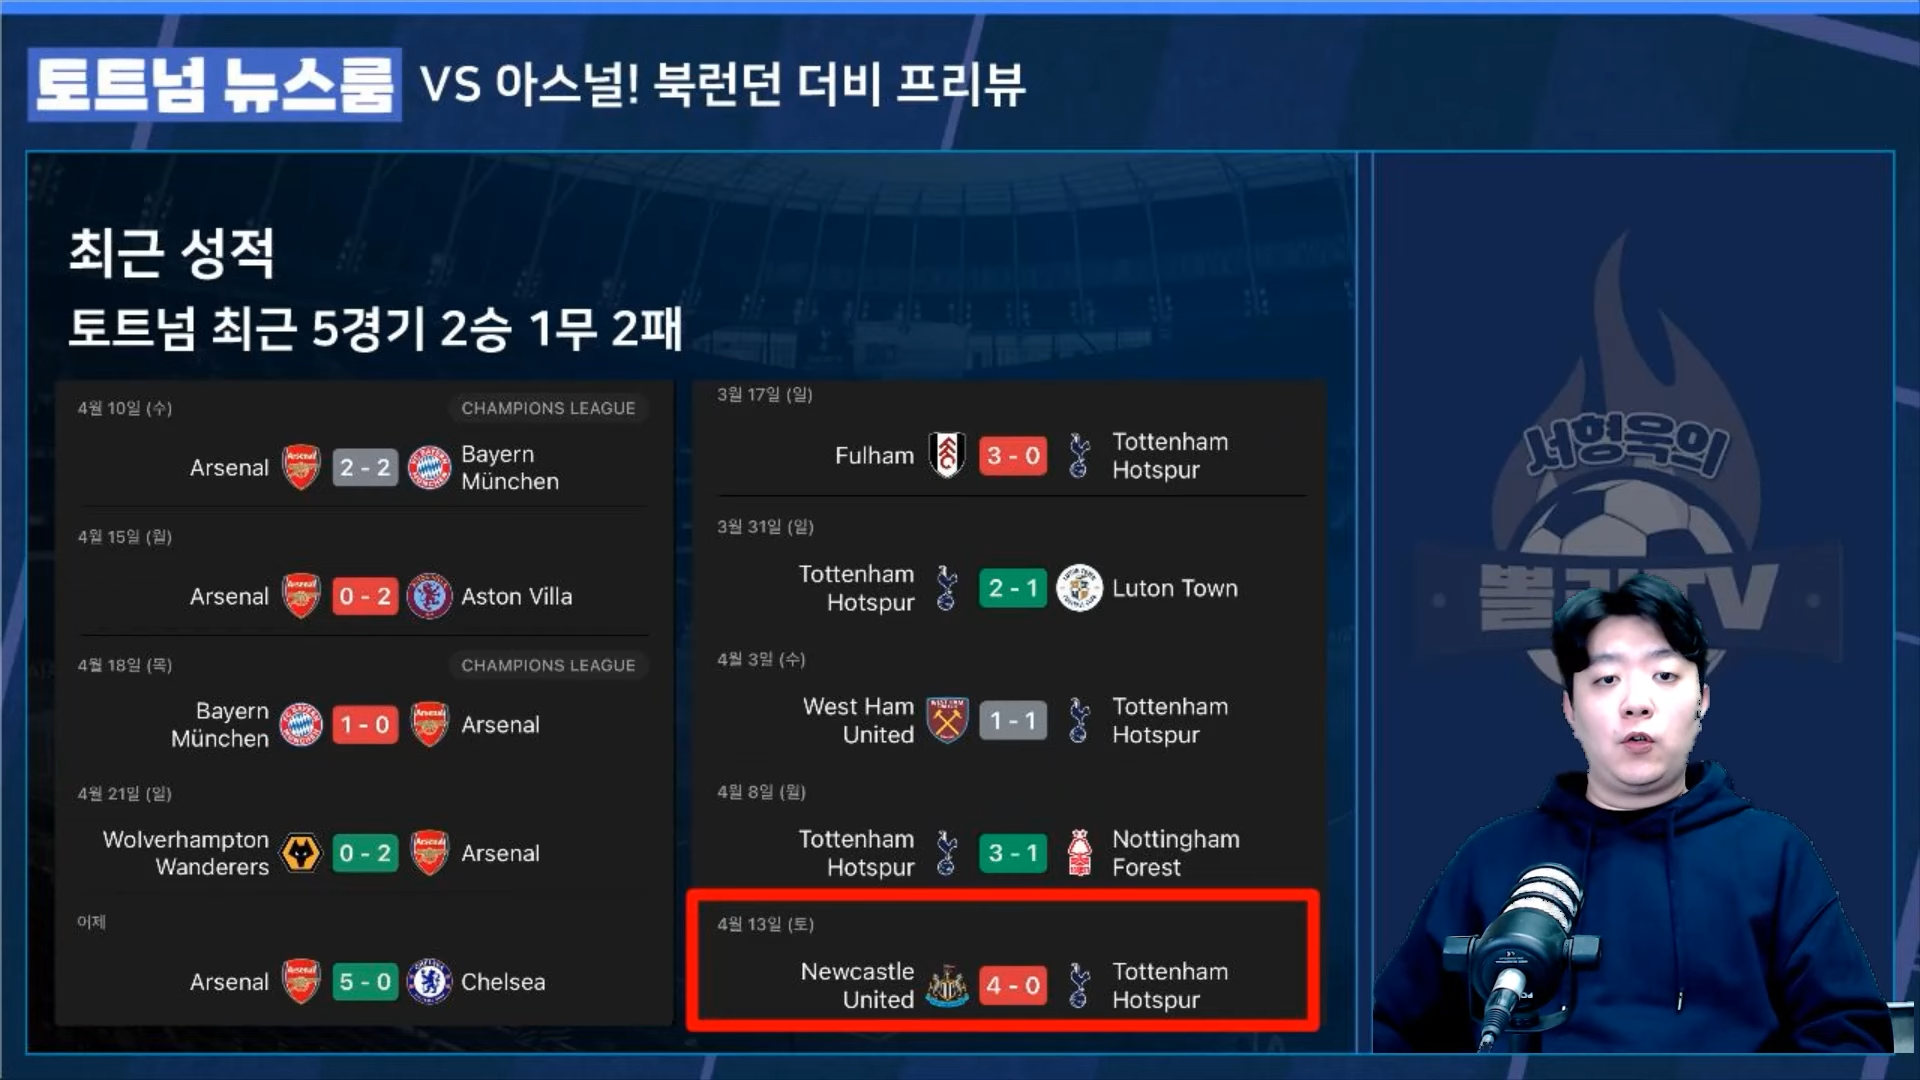 토트넘 뉴스룸 VS 아스널! 북런던 더비 프리뷰
최근 성적
토트넘 최근 5경기 2승 1무 2패
4월 10일 (수) CHAMPIONS LEAGUE
Arsenal 2 - 2 Bayern
München
4월 15일 (월)
Arsenal 0 - 2 Aston Villa
4월 18일 (목) CHAMPIONS LEAGUE
Bayern
München 1 - 0 Arsenal
4월 21일 (일)
Wolverhampton
Wanderers 0 - 2 Arsenal
어제
Arsenal 5 - 0 Chelsea
3월 17일 (일)
Fulham 3 - 0 Tottenham
Hotspur
3월 31일 (일)
Tottenham
Hotspur 2 - 1 Luton Town
4월 3일 (수)
West Ham
United 1 - 1 Tottenham
Hotspur
4월 8일 (월)
Tottenham
Hotspur 3 - 1 Nottingham
Forest
4월 13일 (토)
Newcastle
United 4 - 0 Tottenham
Hotspur
서형욱의